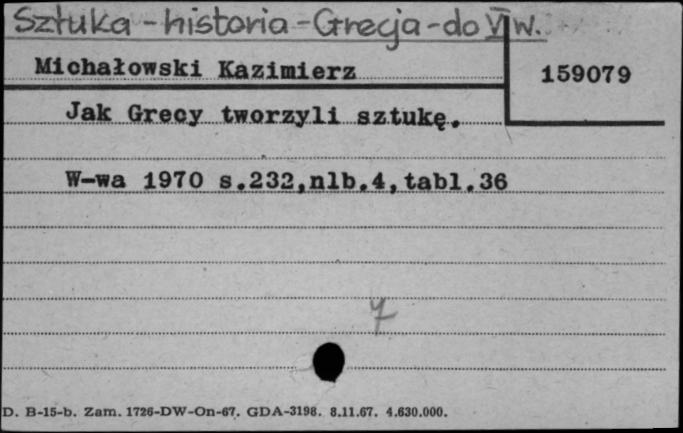 Sztuka - historia - Grecja - do V w.
Michałowski Kazimierz
159079
Jak Grecy tworzyli sztukę.
W-wa 1970 s.232,nlb.4,tabl.36
7
D. B-15-b. Zam. 1726-DW-On-67. GDA-3198. 8.11.67. 4.630.000.